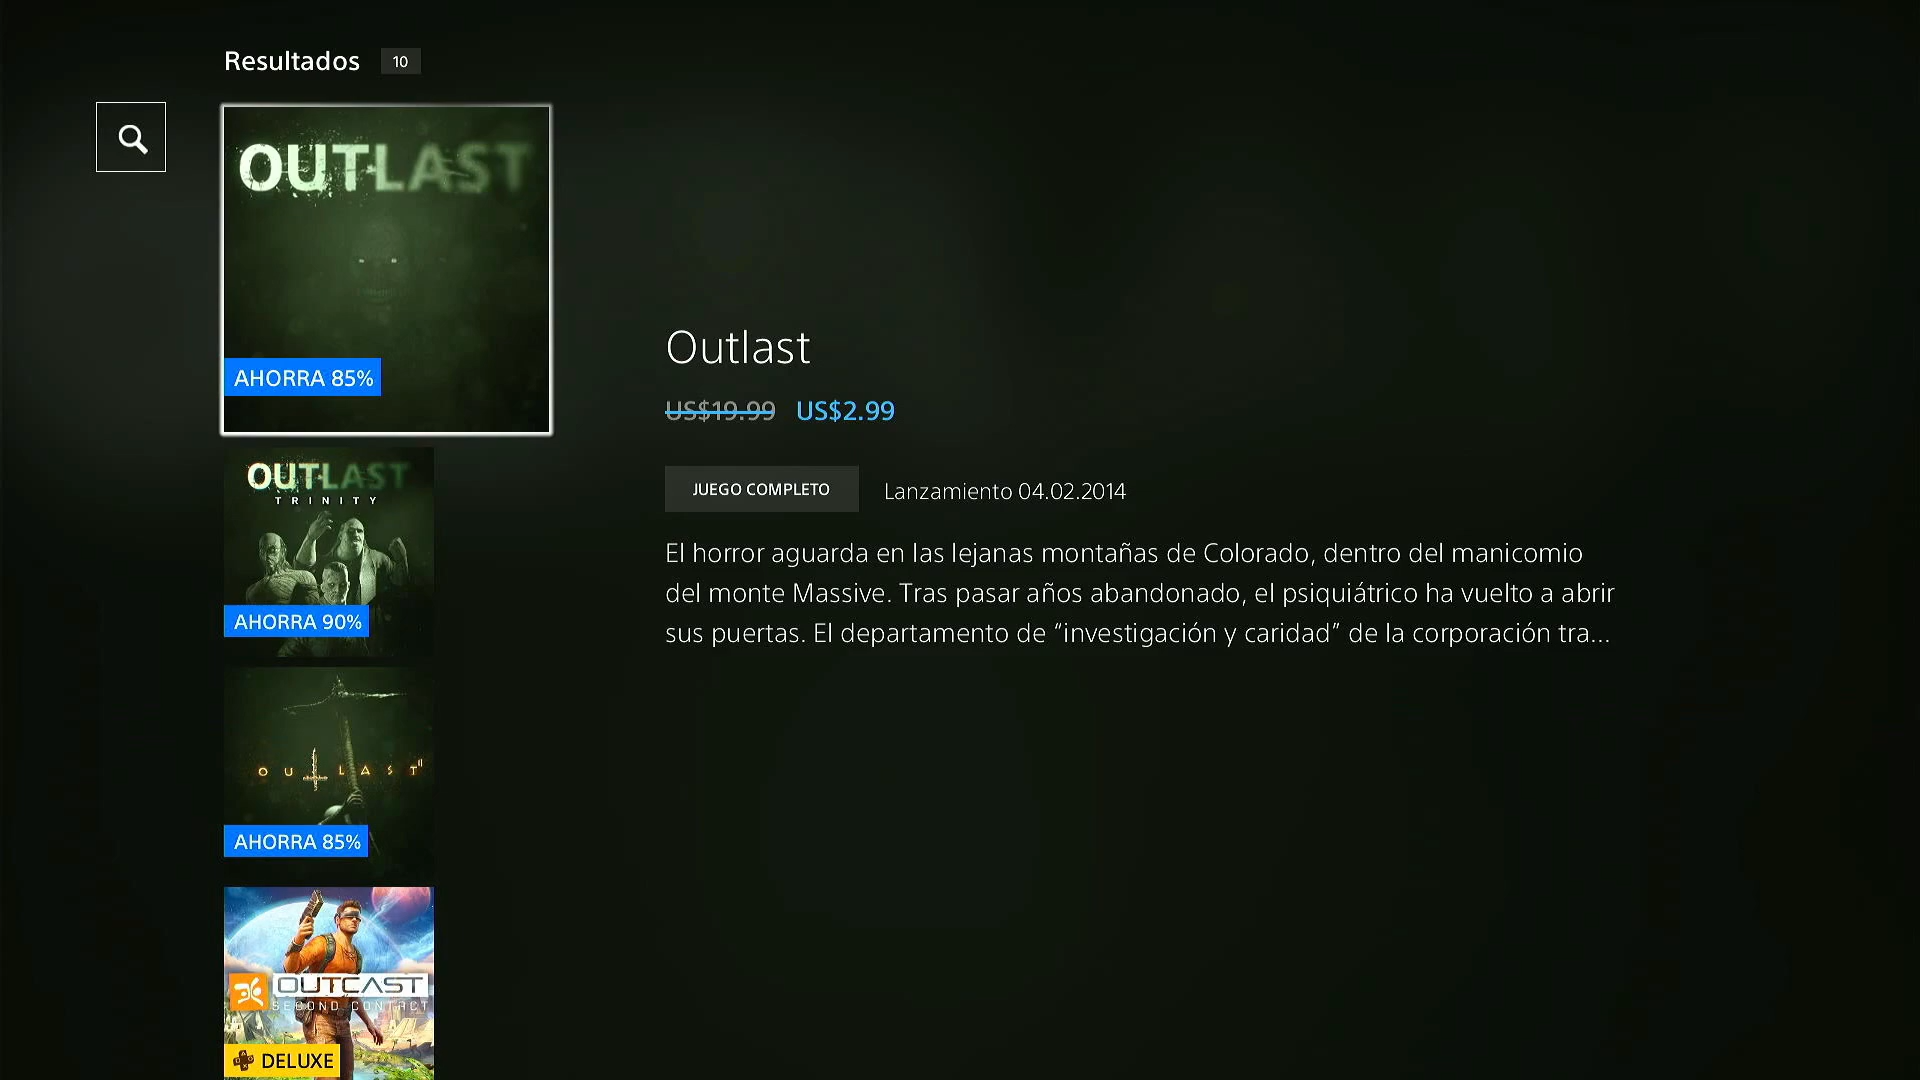 Resultados 10
OUTLAST
AHORRA 85%
Outlast
US$19.99 US$2.99
JUEGO COMPLETO Lanzamiento 04.02.2014
El horror aguarda en las lejanas montañas de Colorado, dentro del manicomio
del monte Massive. Tras pasar años abandonado, el psiquiátrico ha vuelto a abrir
sus puertas. El departamento de “investigación y caridad” de la corporación tra...
OUTLAST
TRINITY
AHORRA 90%
OUTLAST II
AHORRA 85%
OUTCAST
SECOND CONTACT
DELUXE